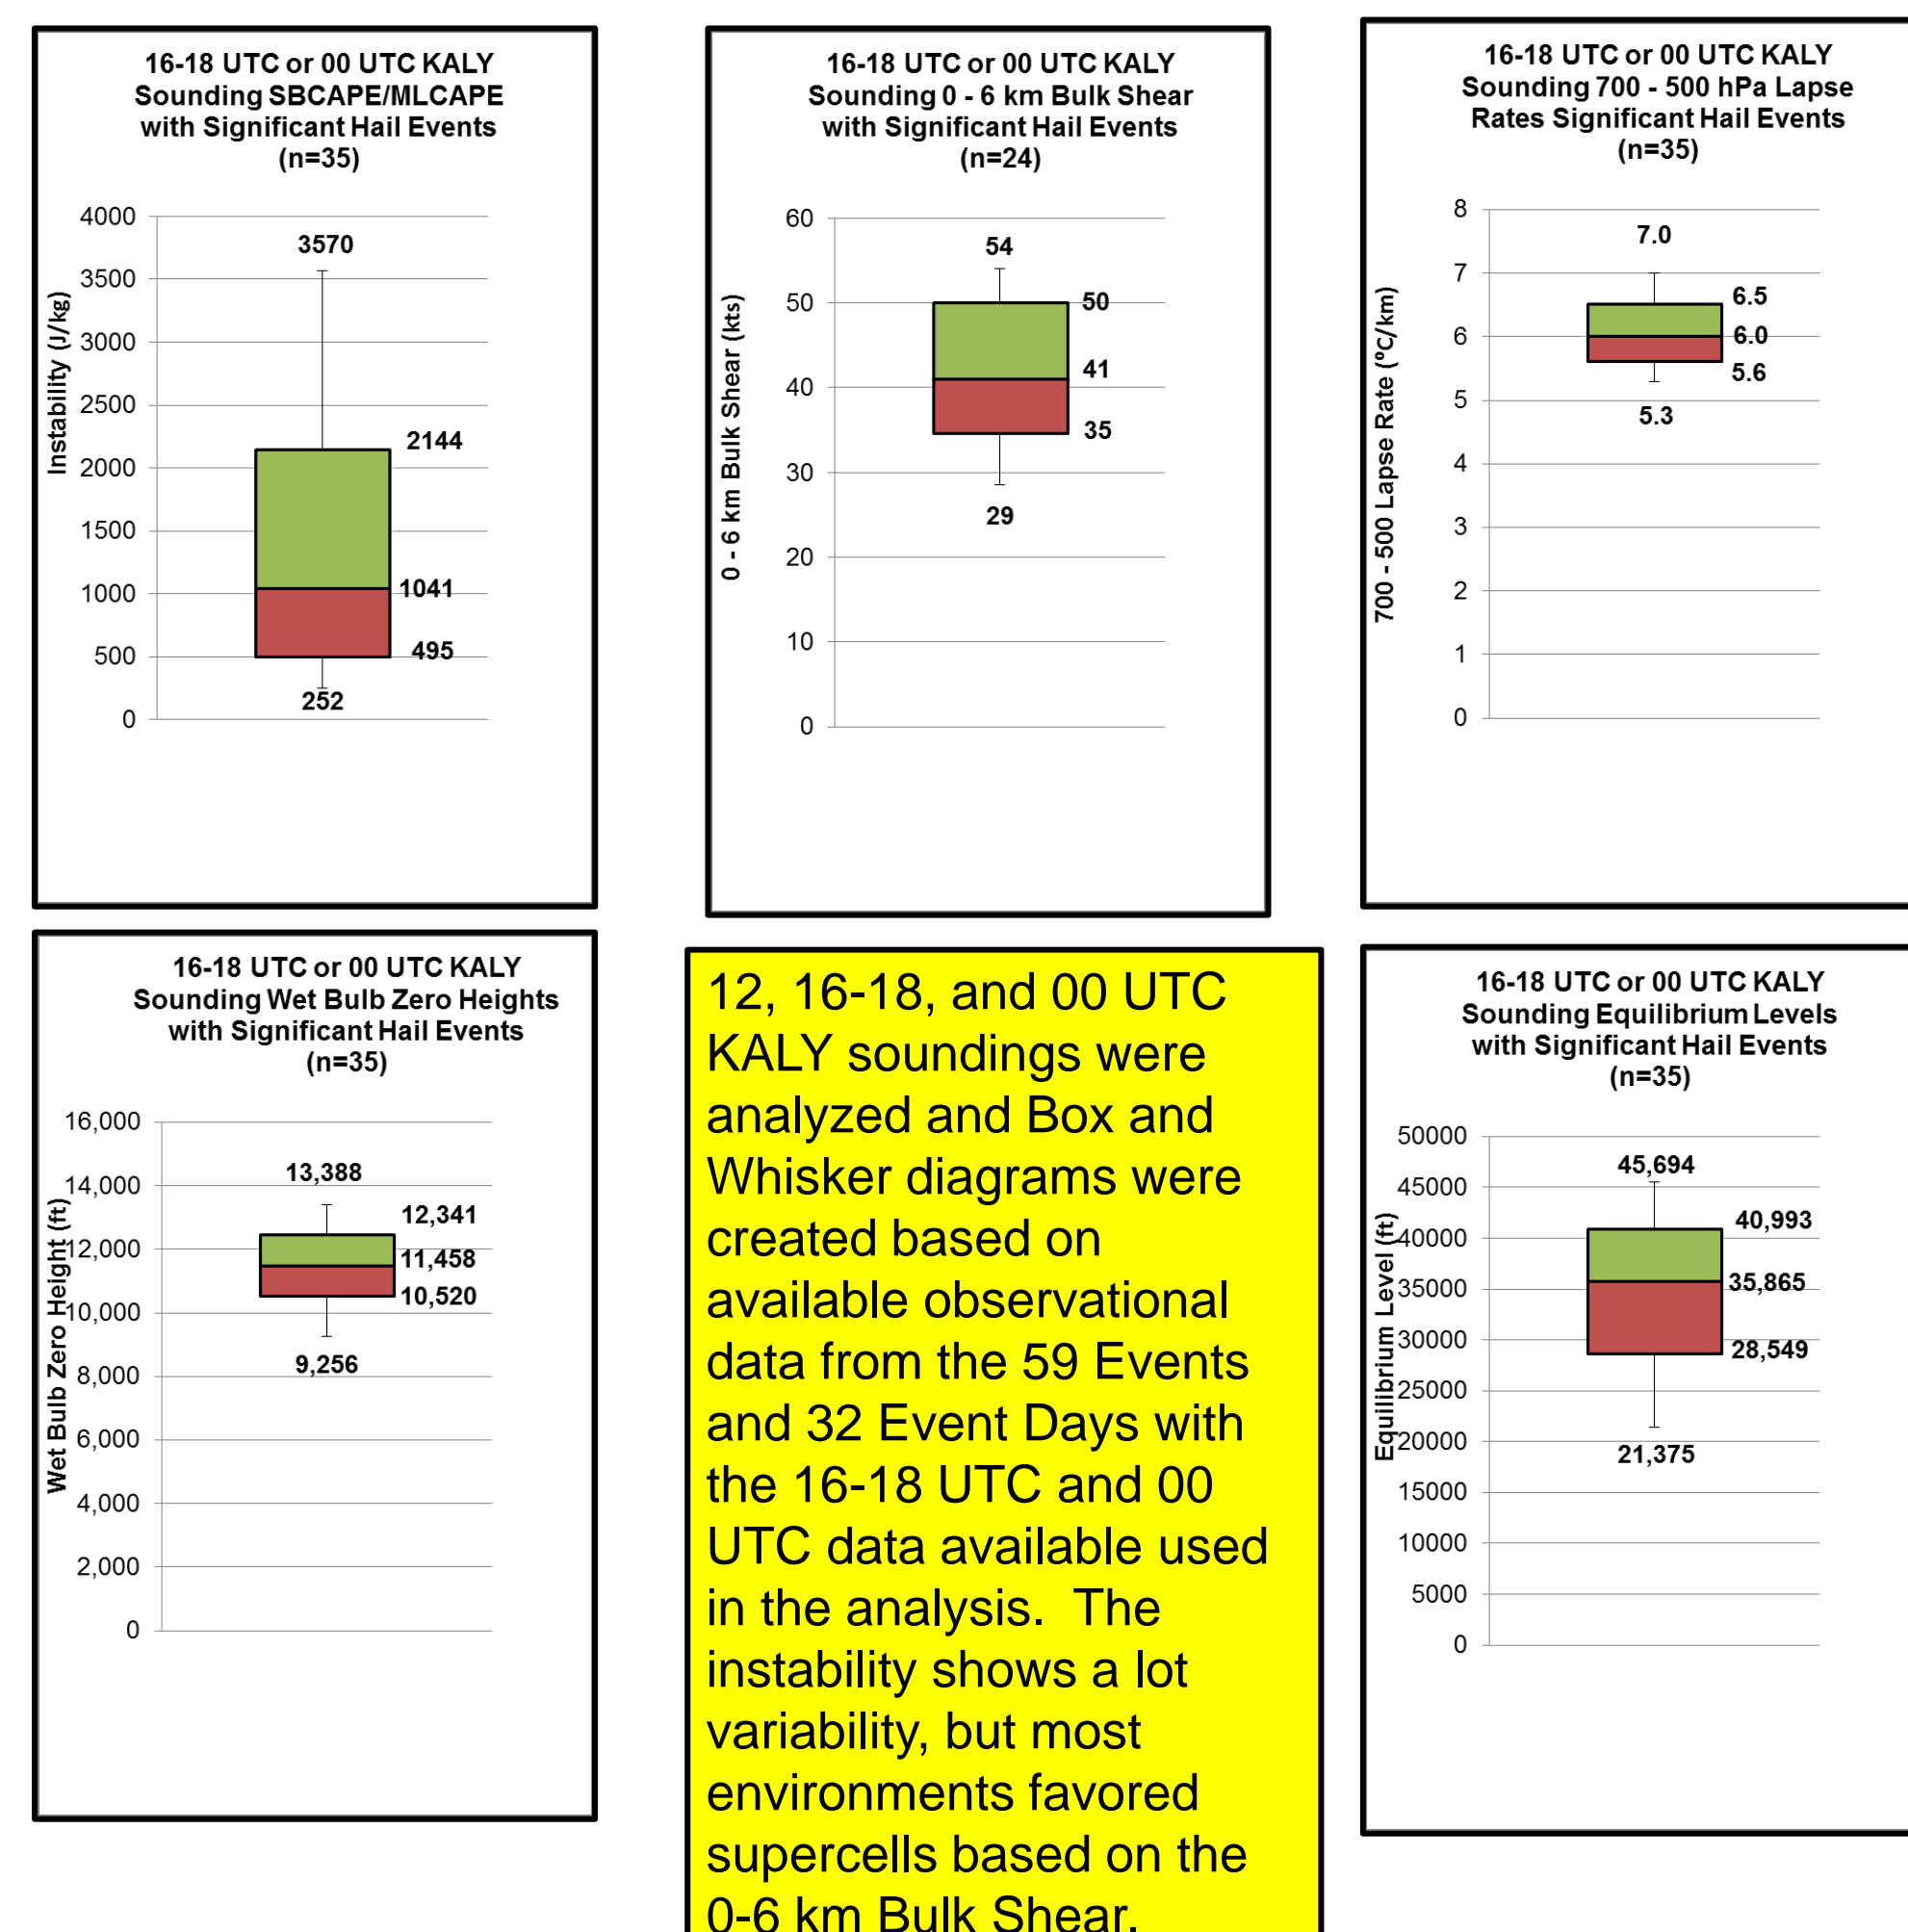 16-18 UTC or 00 UTC KALY
Sounding SBCAPE/MLCAPE
with Significant Hail Events
(n=35)
Instability (J/kg)
4000
3500
3000
2500
2000
1500
1000
500
0
3570
2144
1041
495
252
16-18 UTC or 00 UTC KALY
Sounding 0 - 6 km Bulk Shear
with Significant Hail Events
(n=24)
0 - 6 km Bulk Shear (kts)
60
50
40
30
20
10
0
54
50
41
35
29
16-18 UTC or 00 UTC KALY
Sounding 700 - 500 hPa Lapse
Rates Significant Hail Events
(n=35)
700 - 500 Lapse Rate (ºC/km)
8
7
6
5
4
3
2
1
0
7.0
6.5
6.0
5.6
5.3
16-18 UTC or 00 UTC KALY
Sounding Wet Bulb Zero Heights
with Significant Hail Events
(n=35)
Wet Bulb Zero Height (ft)
16,000
14,000
12,000
10,000
8,000
6,000
4,000
2,000
0
13,388
12,341
11,458
10,520
9,256
12, 16-18, and 00 UTC
KALY soundings were
analyzed and Box and
Whisker diagrams were
created based on
available observational
data from the 59 Events
and 32 Event Days with
the 16-18 UTC and 00
UTC data available used
in the analysis.  The
instability shows a lot
variability, but most
environments favored
supercells based on the
0-6 km Bulk Shear.
16-18 UTC or 00 UTC KALY
Sounding Equilibrium Levels
with Significant Hail Events
(n=35)
Equilibrium Level (ft)
50000
45000
40000
35000
30000
25000
20000
15000
10000
5000
0
45,694
40,993
35,865
28,549
21,375